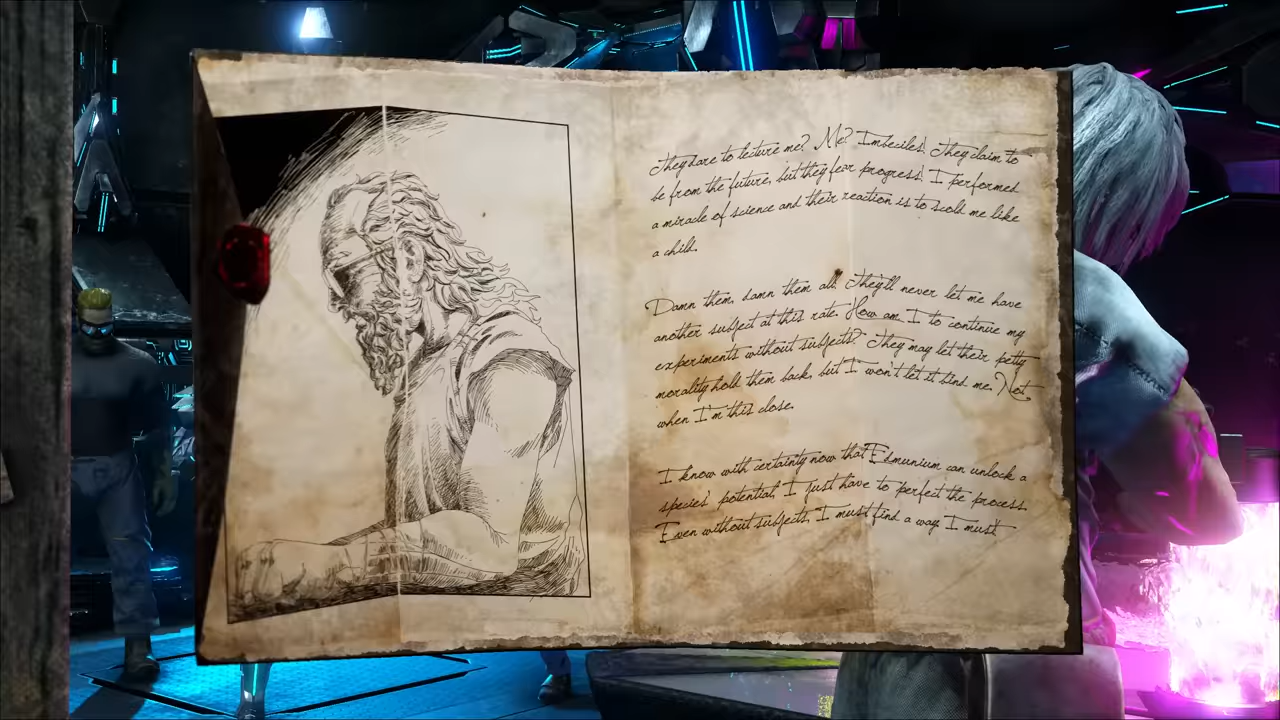 They dare to lecture me? Me? Imbeciles! They claim to
be from the future, but they fear progress! I performed
a miracle of science and their reaction is to scold me like
a child.
Damn them, damn them all! They'll never let me have
another subject at this rate. How am I to continue my
experiments without subjects? They may let their petty
morality hold them back, but I won't let it bind me. Not
when I'm this close.
I know with certainty now that Edmunium can unlock a
species' potential. I just have to perfect the process.
Even without subjects, I must find a way. I must